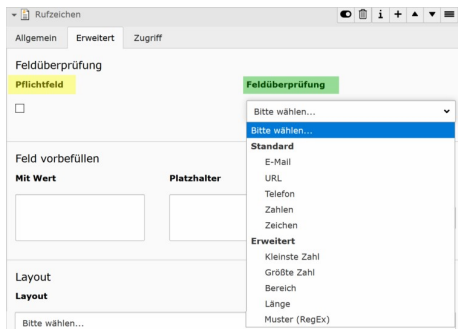 Rufzeichen
Allgemein Erweitert Zugriff
Feldüberprüfung
Pflichtfeld Feldüberprüfung
Bitte wählen...
Bitte wählen...
Standard
E-Mail
URL
Telefon
Zahlen
Zeichen
Erweitert
Kleinste Zahl
Größte Zahl
Bereich
Länge
Muster (RegEx)
Feld vorbefüllen
Mit Wert Platzhalter
Layout
Layout
Bitte wählen...